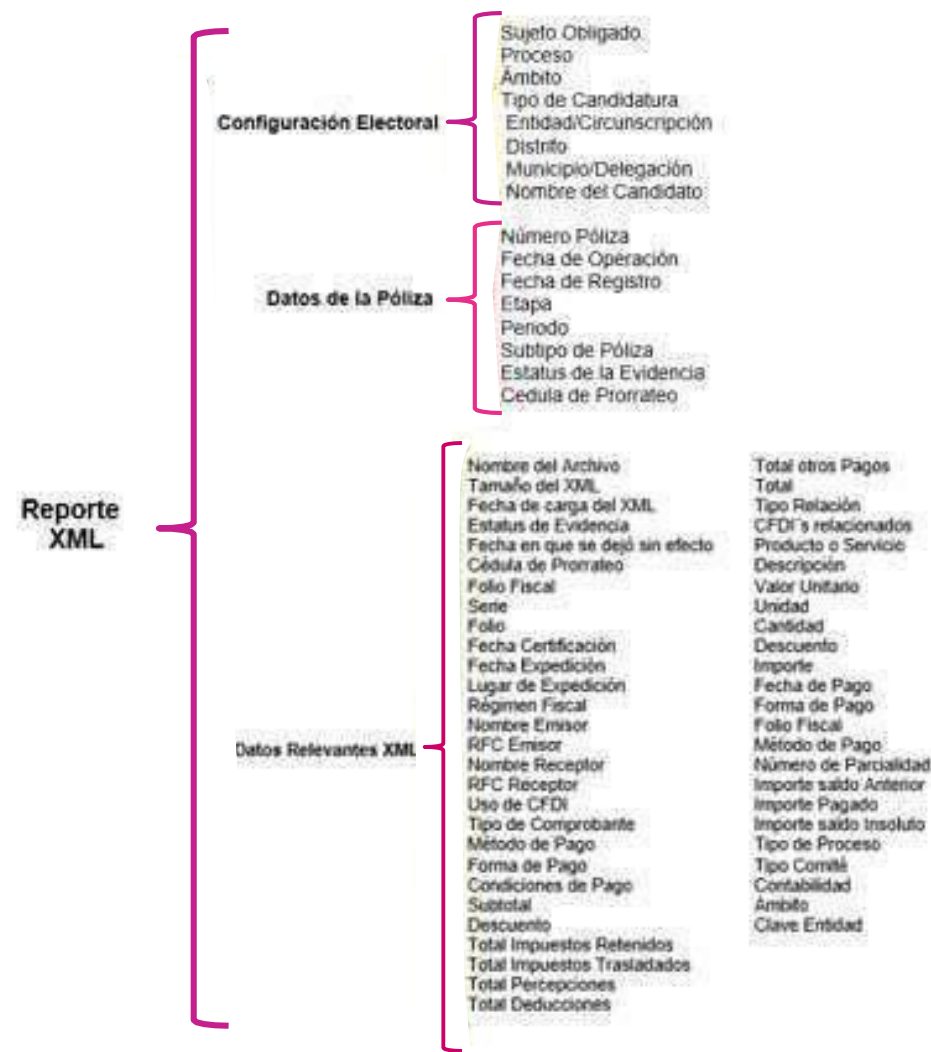 Reporte
XML
Configuración Electoral
Sujeto Obligado
Proceso
Ámbito
Tipo de Candidatura
Entidad/Circunscripción
Distrito
Municipio/Delegación
Nombre del Candidato
Datos de la Póliza
Número Póliza
Fecha de Operación
Fecha de Registro
Etapa
Periodo
Subtipo de Póliza
Estatus de la Evidencia
Cedula de Prorrateo
Datos Relevantes XML
Nombre del Archivo
Tamaño del XML
Fecha de carga del XML
Estatus de Evidencia
Fecha en que se dejó sin efecto
Cédula de Prorrateo
Folio Fiscal
Serie
Folio
Fecha Certificación
Fecha Expedición
Lugar de Expedición
Régimen Fiscal
Nombre Emisor
RFC Emisor
Nombre Receptor
RFC Receptor
Uso de CFDI
Tipo de Comprobante
Método de Pago
Forma de Pago
Condiciones de Pago
Subtotal
Descuento
Total Impuestos Retenidos
Total Impuestos Trasladados
Total Percepciones
Total Deducciones
Total otros Pagos
Total
Tipo Relación
CFDI´s relacionados
Producto o Servicio
Descripción
Valor Unitario
Unidad
Cantidad
Descuento
Importe
Fecha de Pago
Forma de Pago
Folio Fiscal
Método de Pago
Número de Parcialidad
Importe saldo Anterior
Importe Pagado
Importe saldo Insoluto
Tipo de Proceso
Tipo Comité
Contabilidad
Ámbito
Clave Entidad